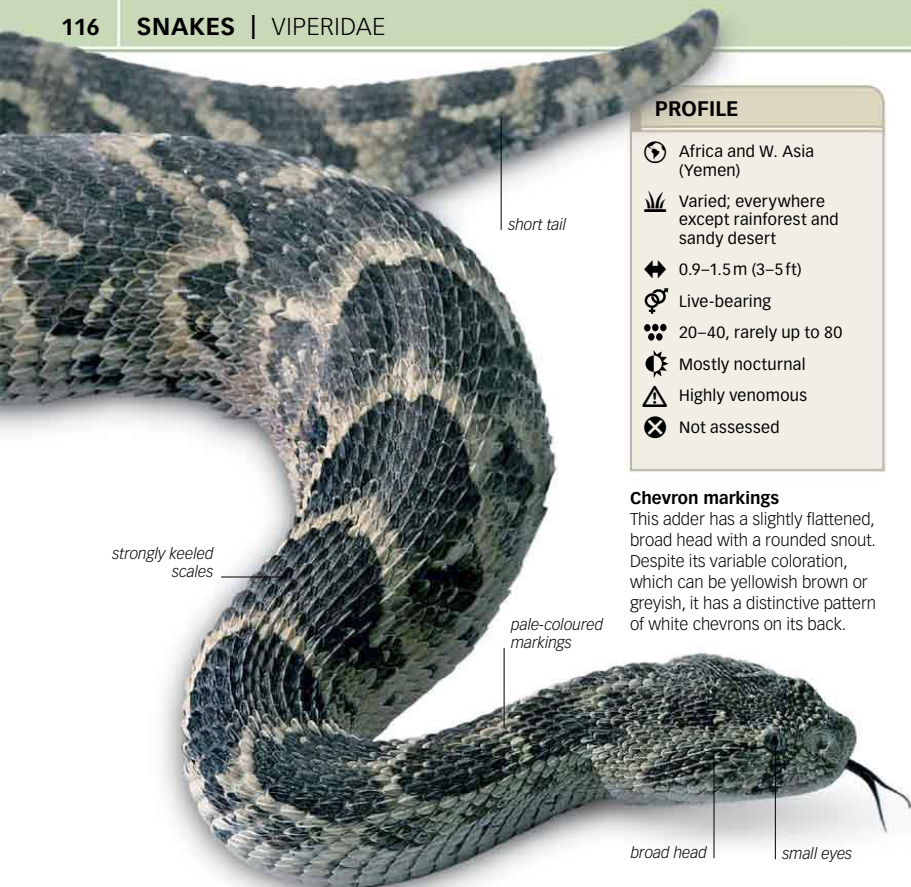 116 SNAKES | VIPERIDAE
short tail
strongly keeled
scales
pale-coloured
markings
broad head
small eyes
PROFILE
Africa and W. Asia
(Yemen)
Varied; everywhere
except rainforest and
sandy desert
0.9–1.5 m (3–5 ft)
Live-bearing
20–40, rarely up to 80
Mostly nocturnal
Highly venomous
Not assessed
Chevron markings
This adder has a slightly flattened,
broad head with a rounded snout.
Despite its variable coloration,
which can be yellowish brown or
greyish, it has a distinctive pattern
of white chevrons on its back.